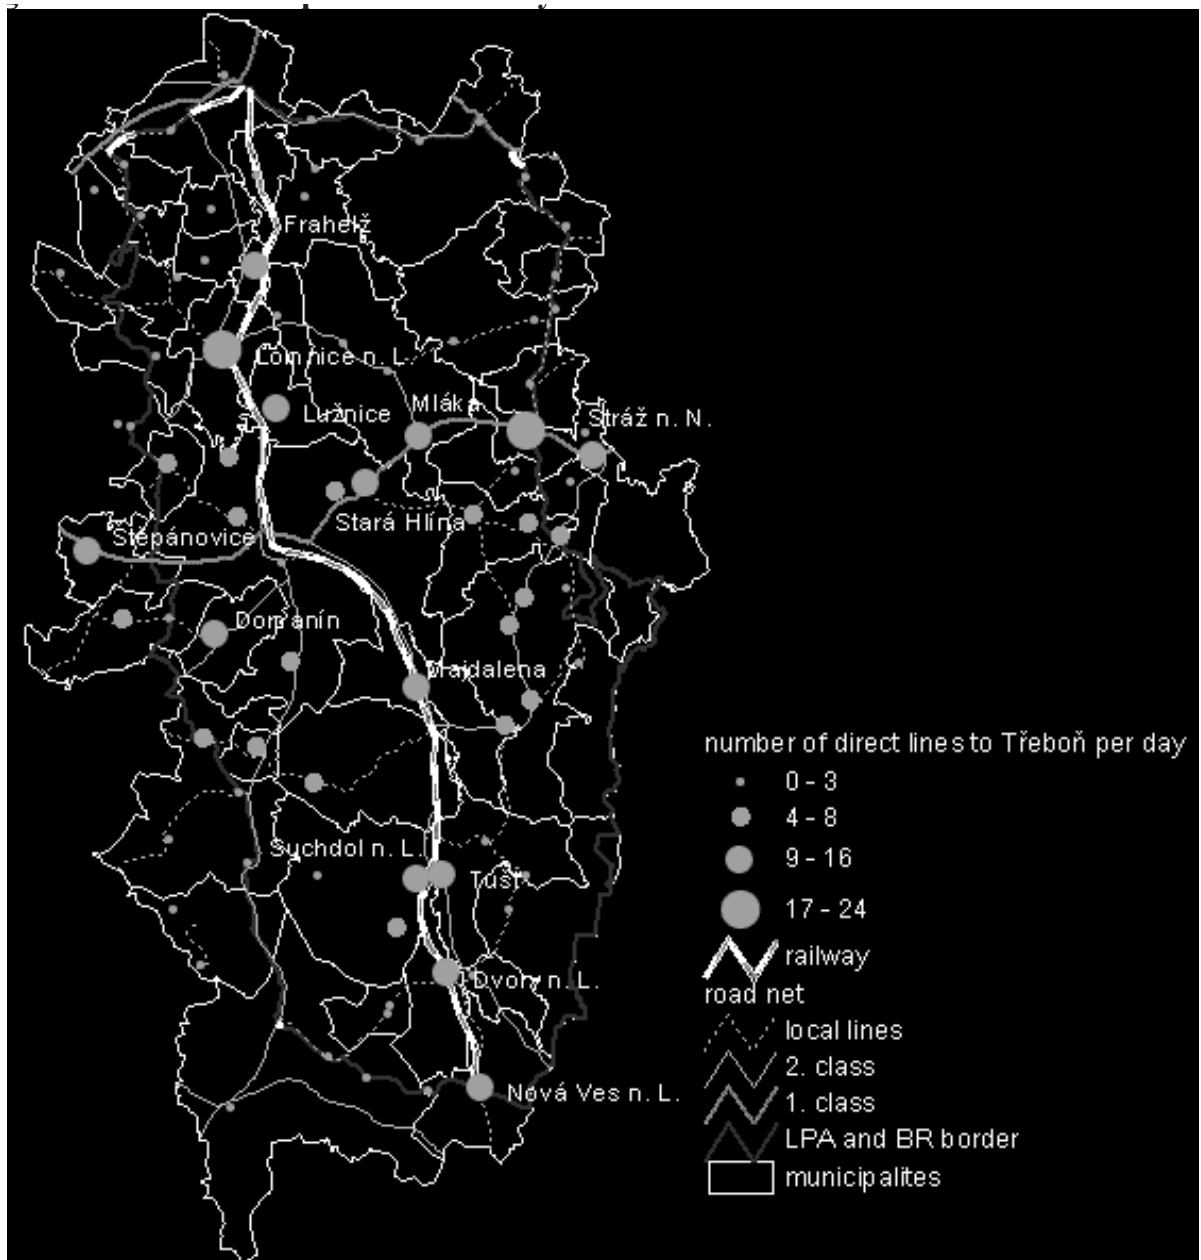 Frahelž
Lomnice n. L.
Lužnice
Mláka
Stráž n. N.
Stará Hlína
Štěpánovice
Domanín
Majdalena
number of direct lines to Třeboň per day
0 - 3
4 - 8
9 - 16
17 - 24
railway
road net
local lines
2. class
1. class
LPA and BR border
municipalites
Suchdol n. L.
Tušť
Dvory n. L.
Nová Ves n. L.